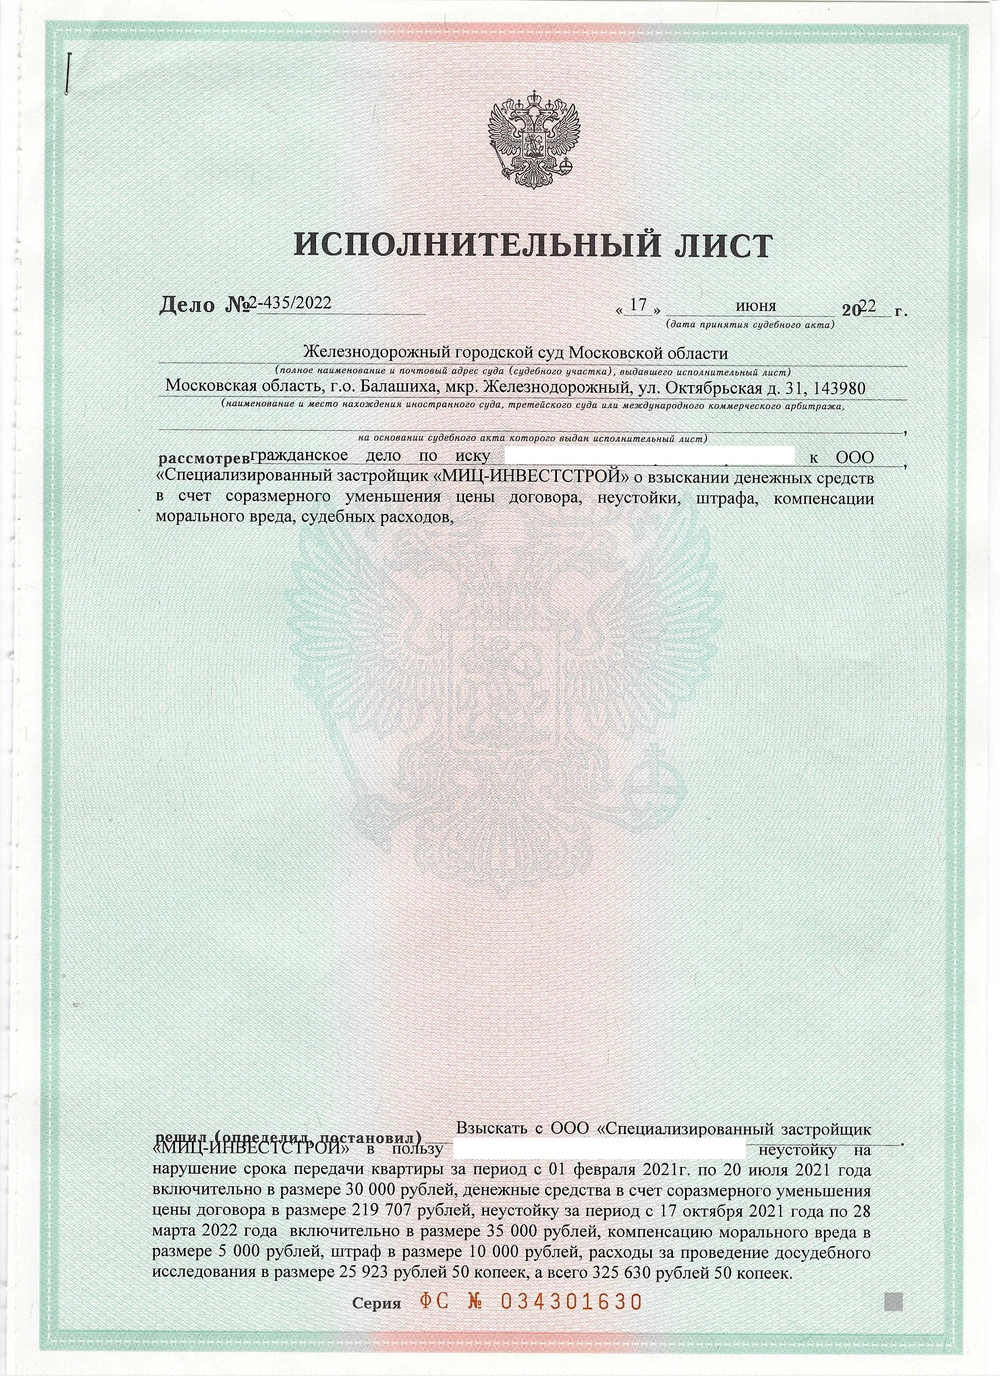 ИСПОЛНИТЕЛЬНЫЙ ЛИСТ
Дело № 2-435/2022 « 17 » июня 2022 г.
(дата принятия судебного акта)
Железнодорожный городской суд Московской области
(полное наименование и почтовый адрес суда (судебного участка), выдавшего исполнительный лист)
Московская область, г.о. Балашиха, мкр. Железнодорожный, ул. Октябрьская д. 31, 143980
(наименование и место нахождения иностранного суда, третейского суда или международного коммерческого арбитража,
,
на основании судебного акта которого выдан исполнительный лист)
рассмотрев гражданское дело по иску к ООО ,
«Специализированный застройщик «МИЦ-ИНВЕСТСТРОЙ» о взыскании денежных средств
в счет соразмерного уменьшения цены договора, неустойки, штрафа, компенсации
морального вреда, судебных расходов,
решил (определил, постановил) Взыскать с ООО «Специализированный застройщик
«МИЦ-ИНВЕСТСТРОЙ» в пользу неустойку на
нарушение срока передачи квартиры за период с 01 февраля 2021г. по 20 июля 2021 года
включительно в размере 30 000 рублей, денежные средства в счет соразмерного уменьшения
цены договора в размере 219 707 рублей, неустойку за период с 17 октября 2021 года по 28
марта 2022 года включительно в размере 35 000 рублей, компенсацию морального вреда в
размере 5 000 рублей, штраф в размере 10 000 рублей, расходы за проведение досудебного
исследования в размере 25 923 рублей 50 копеек, а всего 325 630 рублей 50 копеек.
Серия ФС № 034301630